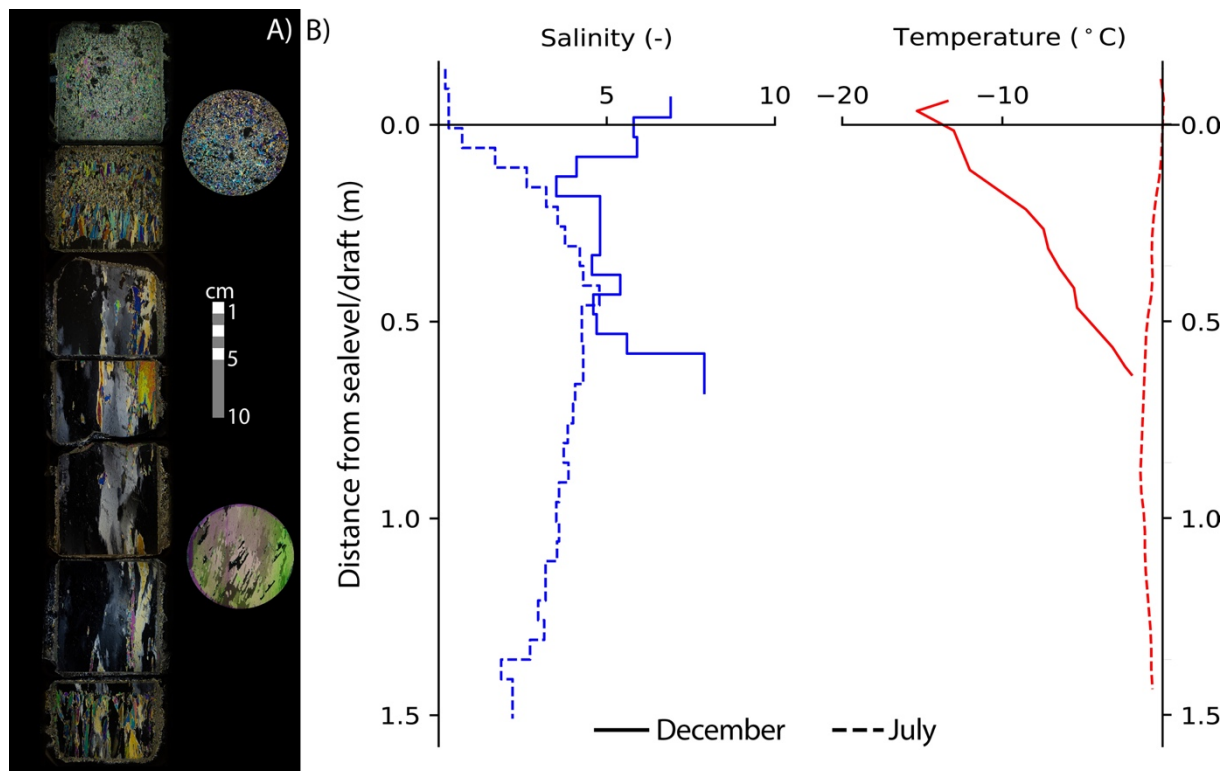 A) B)
Salinity (-)
Temperature (°C)
5
10
−20
−10
0.0
0.0
cm
1
5
10
Distance from sealevel/draft (m)
0.5
0.5
1.0
1.0
1.5
1.5
December
July